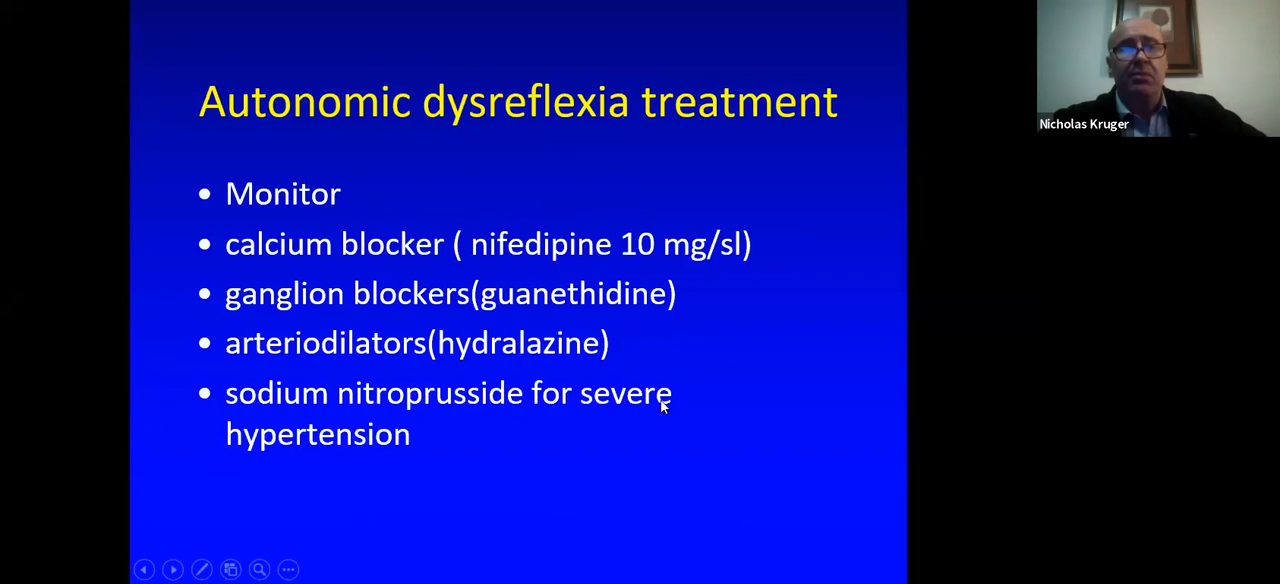 Autonomic dysreflexia treatment
• Monitor
• calcium blocker ( nifedipine 10 mg/sl)
• ganglion blockers(guanethidine)
• arteriodilators(hydralazine)
• sodium nitroprusside for severe
hypertension
Nicholas Kruger